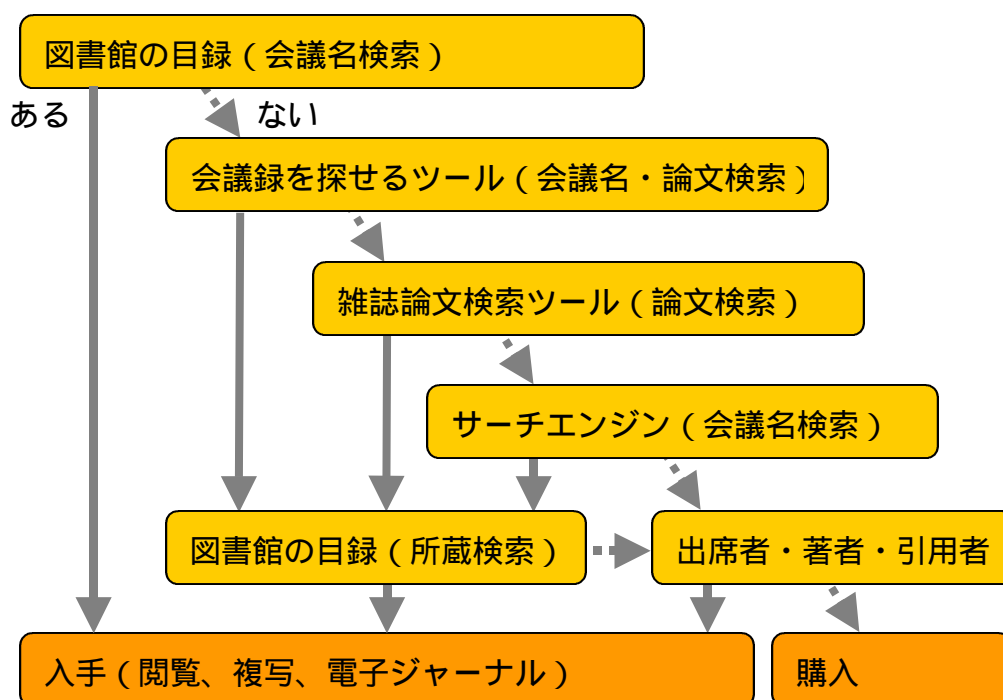 図書館の目録（会議名検索）
ある
ない
会議録を探せるツール（会議名・論文検索）
雑誌論文検索ツール（論文検索）
サーチエンジン（会議名検索）
図書館の目録（所蔵検索）
出席者・著者・引用者
入手（閲覧、複写、電子ジャーナル）
購入